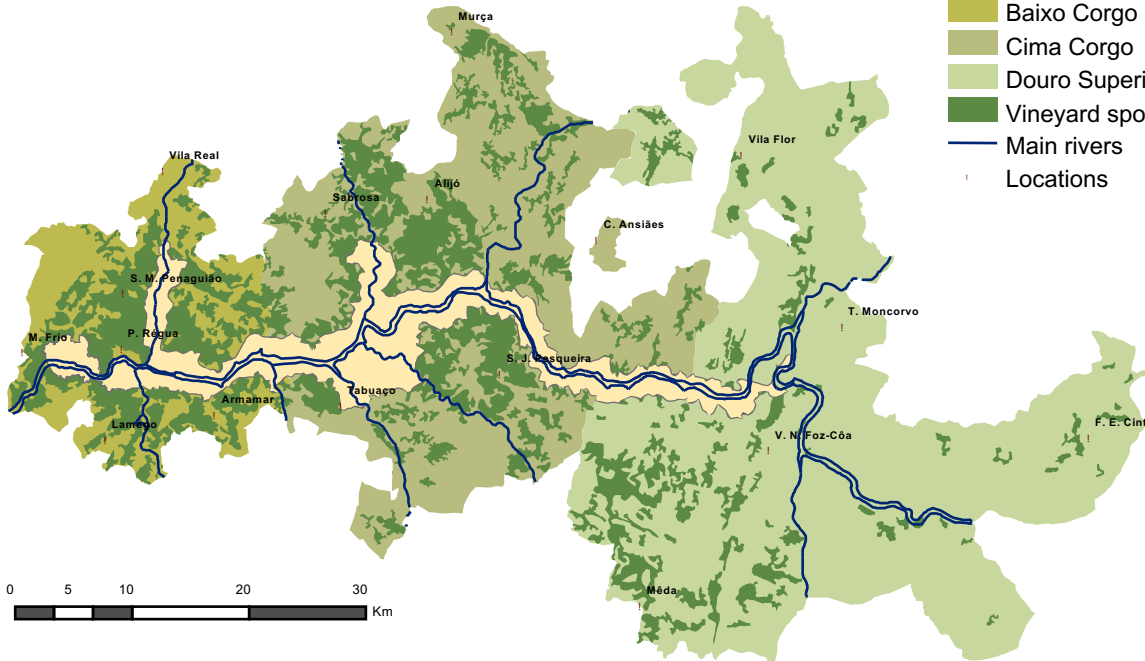 Baixo Corgo
Cima Corgo
Douro Superi
Vineyard spo
Main rivers
Locations
Murça
Vila Real
Vila Flor
Alijó
Sabrosa
C. Ansiães
S. M. Penaguião
T. Moncorvo
P. Régua
M. Frio
S. J. Pesqueira
Tabuaço
Armamar
Lamego
F. E. Cint
V. N. Foz-Côa
Mêda
0 5 10 20 30
Km